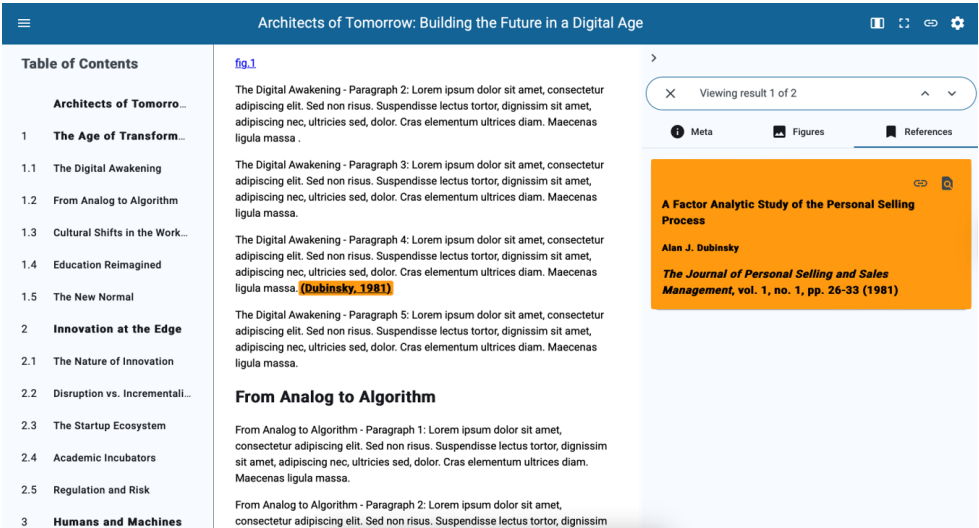 Architects of Tomorrow: Building the Future in a Digital Age
Table of Contents
Architects of Tomorro...
1 The Age of Transform...
1.1 The Digital Awakening
1.2 From Analog to Algorithm
1.3 Cultural Shifts in the Work...
1.4 Education Reimagined
1.5 The New Normal
2 Innovation at the Edge
2.1 The Nature of Innovation
2.2 Disruption vs. Incrementali...
2.3 The Startup Ecosystem
2.4 Academic Incubators
2.5 Regulation and Risk
3 Humans and Machines
fig.1
The Digital Awakening - Paragraph 2: Lorem ipsum dolor sit amet, consectetur
adipiscing elit. Sed non risus. Suspendisse lectus tortor, dignissim sit amet,
adipiscing nec, ultricies sed, dolor. Cras elementum ultrices diam. Maecenas
ligula massa .
The Digital Awakening - Paragraph 3: Lorem ipsum dolor sit amet, consectetur
adipiscing elit. Sed non risus. Suspendisse lectus tortor, dignissim sit amet,
adipiscing nec, ultricies sed, dolor. Cras elementum ultrices diam. Maecenas
ligula massa.
The Digital Awakening - Paragraph 4: Lorem ipsum dolor sit amet, consectetur
adipiscing elit. Sed non risus. Suspendisse lectus tortor, dignissim sit amet,
adipiscing nec, ultricies sed, dolor. Cras elementum ultrices diam. Maecenas
ligula massa. (Dubinsky, 1981)
The Digital Awakening - Paragraph 5: Lorem ipsum dolor sit amet, consectetur
adipiscing elit. Sed non risus. Suspendisse lectus tortor, dignissim sit amet,
adipiscing nec, ultricies sed, dolor. Cras elementum ultrices diam. Maecenas
ligula massa.
From Analog to Algorithm
From Analog to Algorithm - Paragraph 1: Lorem ipsum dolor sit amet,
consectetur adipiscing elit. Sed non risus. Suspendisse lectus tortor, dignissim
sit amet, adipiscing nec, ultricies sed, dolor. Cras elementum ultrices diam.
Maecenas ligula massa.
From Analog to Algorithm - Paragraph 2: Lorem ipsum dolor sit amet,
consectetur adipiscing elit. Sed non risus. Suspendisse lectus tortor, dignissim
Viewing result 1 of 2
Meta
Figures
References
A Factor Analytic Study of the Personal Selling
Process
Alan J. Dubinsky
The Journal of Personal Selling and Sales
Management, vol. 1, no. 1, pp. 26-33 (1981)